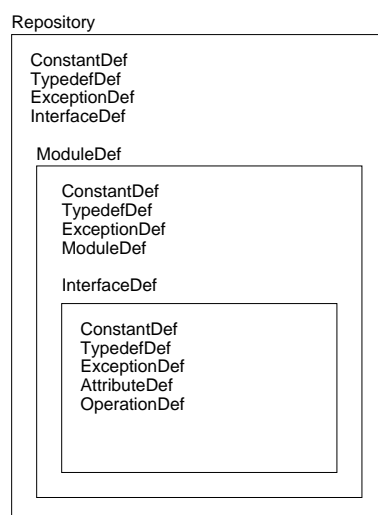 Repository
ConstantDef
TypedefDef
ExceptionDef
InterfaceDef
ModuleDef
ConstantDef
TypedefDef
ExceptionDef
ModuleDef
InterfaceDef
ConstantDef
TypedefDef
ExceptionDef
AttributeDef
OperationDef